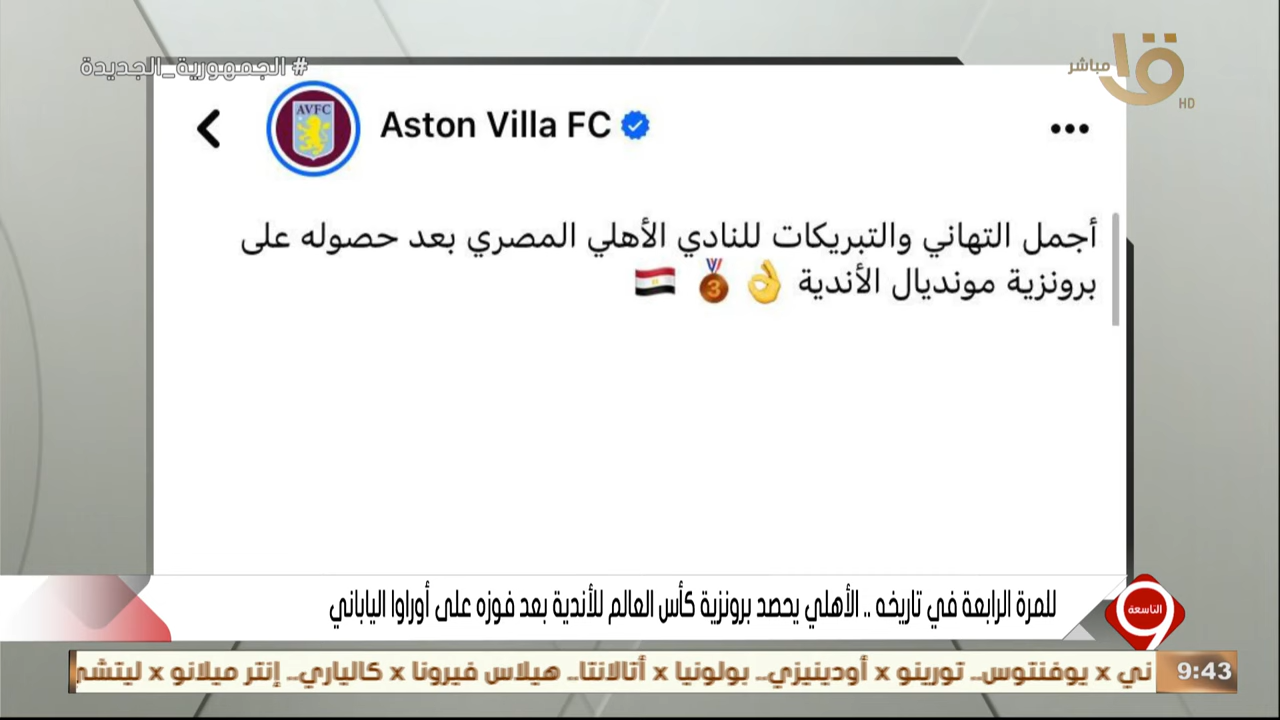 #الجمهورية_الجديدة
مباشر
HD
AVFC
Aston Villa FC
أجمل التهاني والتبريكات للنادي الأهلي المصري بعد حصوله على
برونزية مونديال الأندية 👌 🥉 🇪🇬
للمرة الرابعة في تاريخه .. الأهلي يحصد برونزية كأس العالم للأندية بعد فوزه على أوراوا الياباني
التاسعة
9
9:43
ني x يوفنتوس.. تورينو x أودينيزي.. بولونيا x أتالانتا.. هيلاس فيرونا x كالياري.. إنتر ميلانو x ليتشي